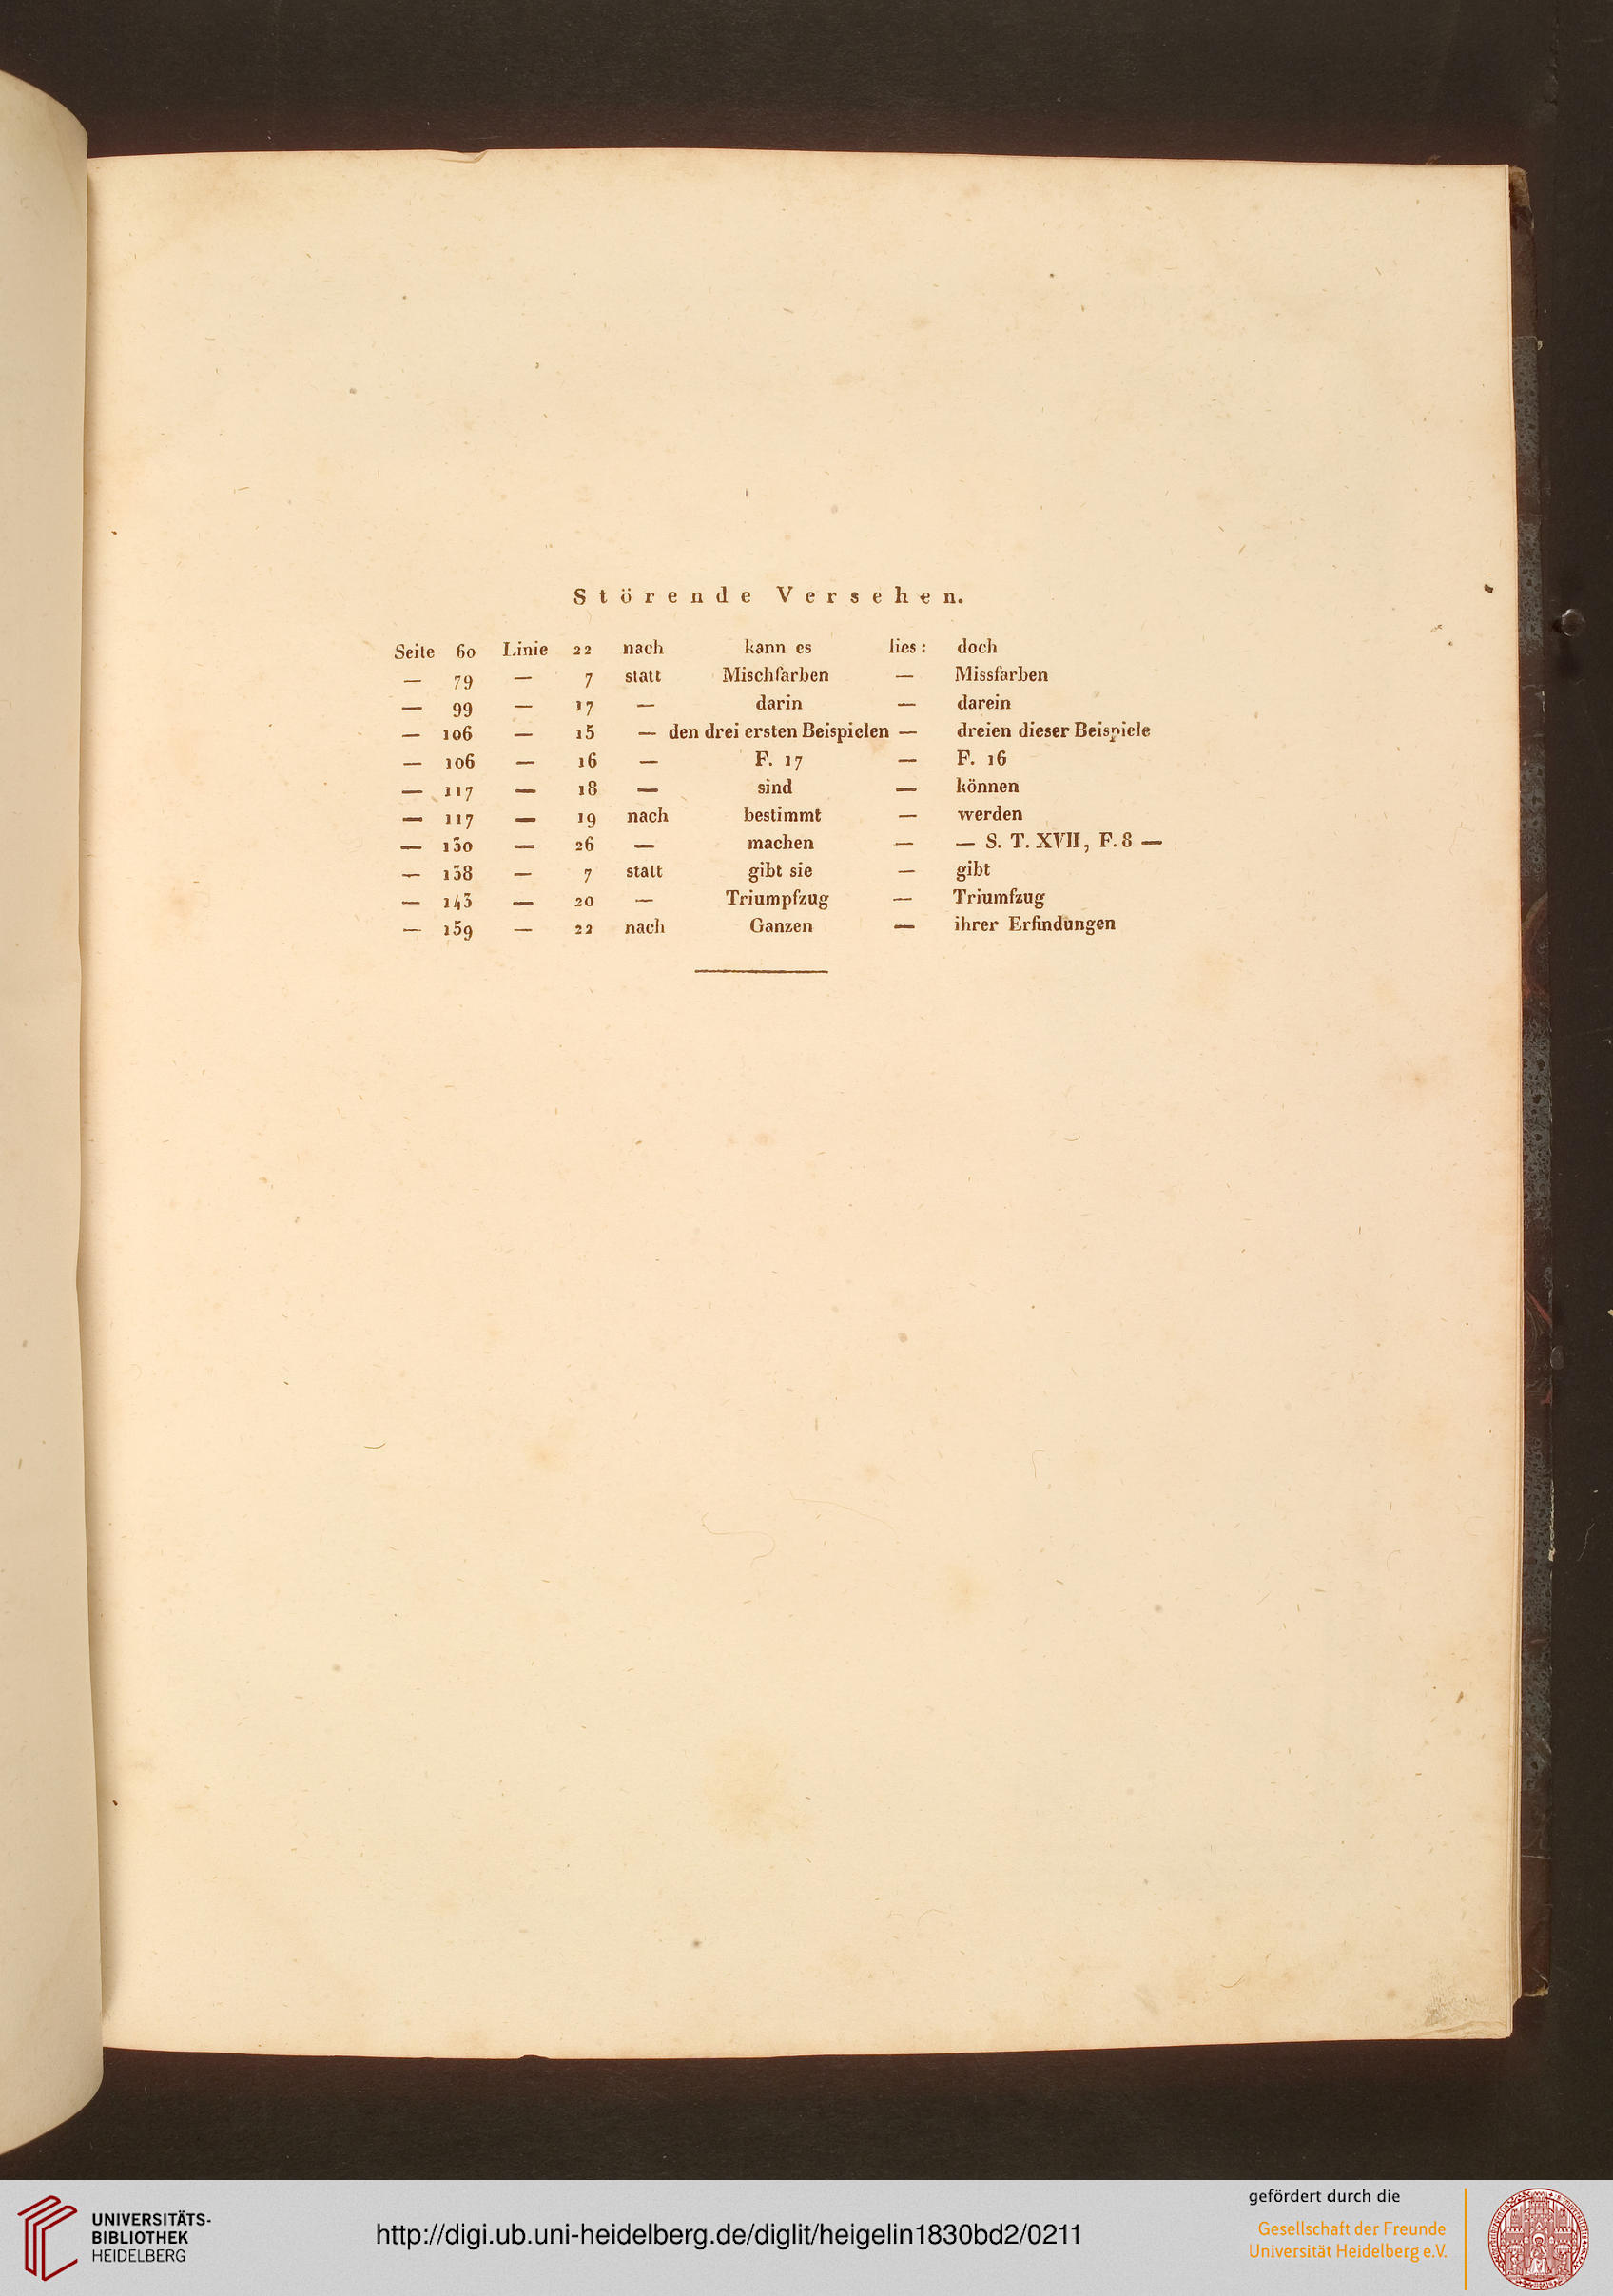 Störende Versehen.
Seite 60 Linie 22 nach kann es lies: doch
— 79 — 7 statt Mischfarben — Missfarben
— 99 — 17 — darin — darein
— 106 — 15 — den drei ersten Beispielen — dreien dieser Beispiele
— 106 — 16 — F. 17 — F. 16
— 117 — 18 — sind — können
— 117 — 19 nach bestimmt — werden
— 130 — 26 — machen — — S. T. XVII, F. 8 —
— 138 — 7 statt gibt sie — gibt
— 143 — 20 — Triumpfzug — Triumfzug
— 159 — 22 nach Ganzen — ihrer Erfindungen
UNIVERSITÄTS-
BIBLIOTHEK
HEIDELBERG
http://digi.ub.uni-heidelberg.de/diglit/heigelin1830bd2/0211
gefördert durch die
Gesellschaft der Freunde
Universität Heidelberg e.V.